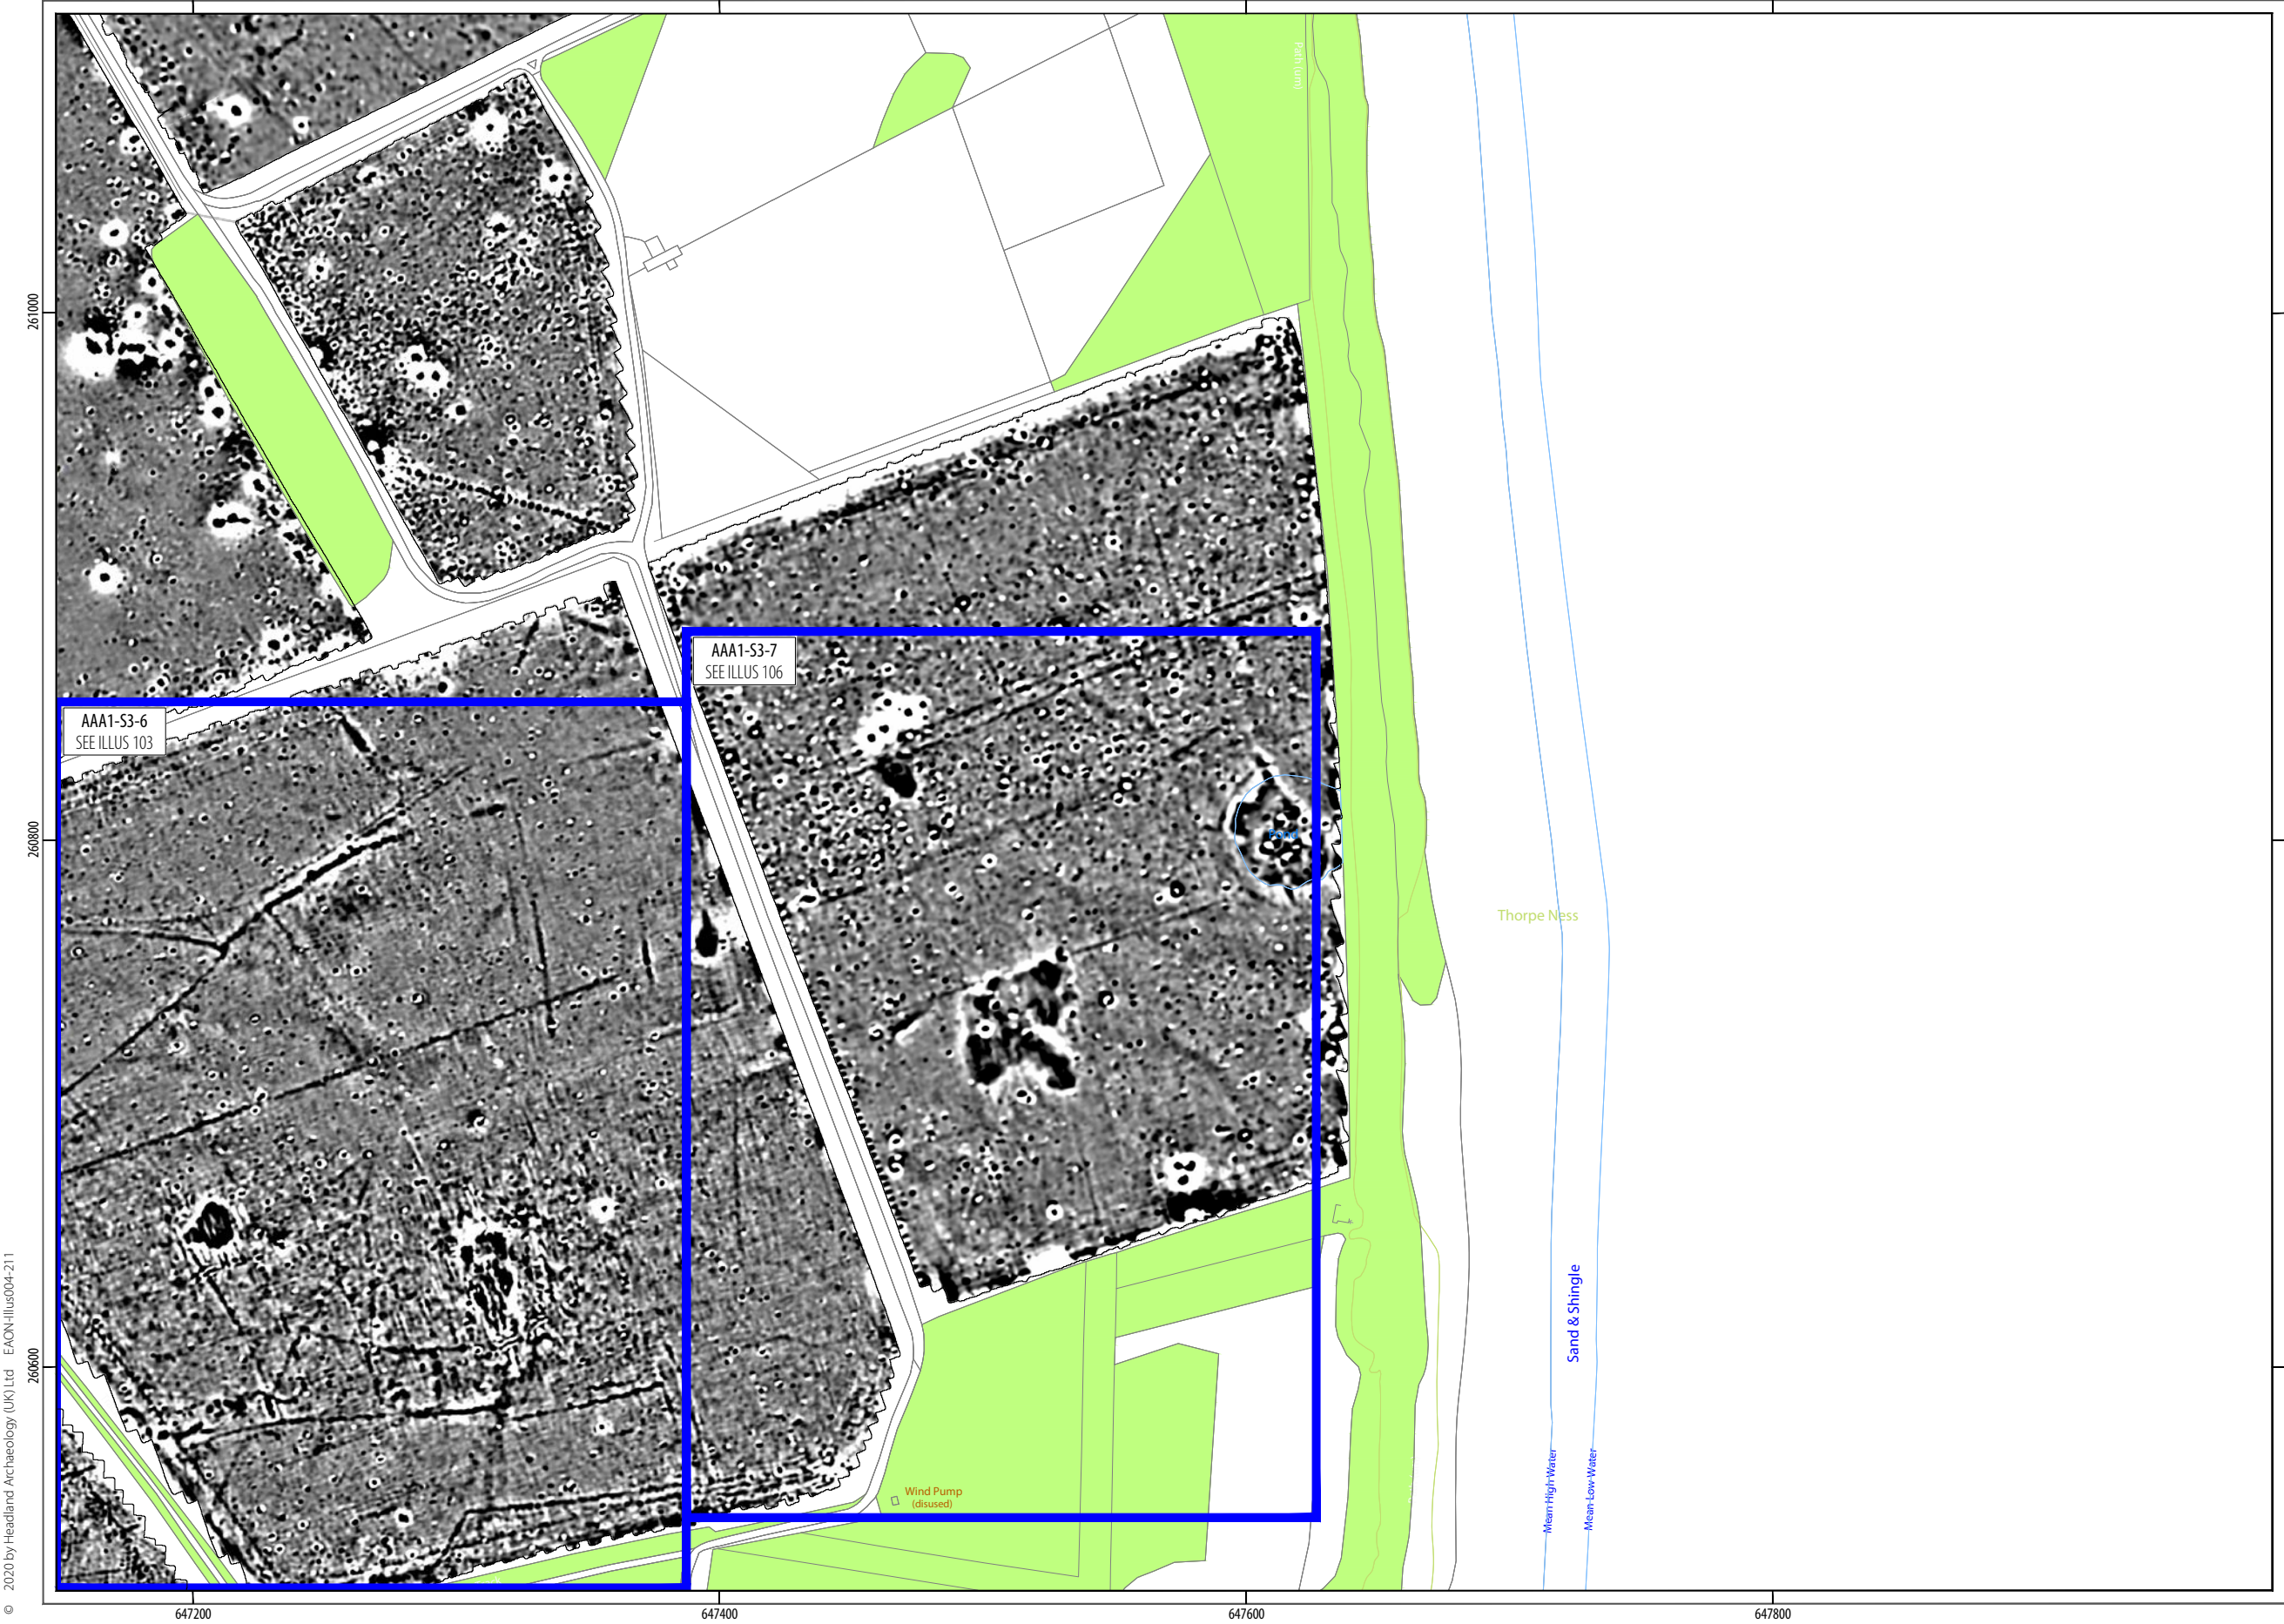 Path (um)
261000
AAA1-S3-7
SEE ILLUS 106
AAA1-S3-6
SEE ILLUS 103
260800
Pond
Thorpe Ness
Sand & Shingle
260600
Mean High Water
Mean Low Water
Wind Pump
(disused)
© 2020 by Headland Archaeology (UK) Ltd EAON-Illus004-211
647200
647400
647600
647800